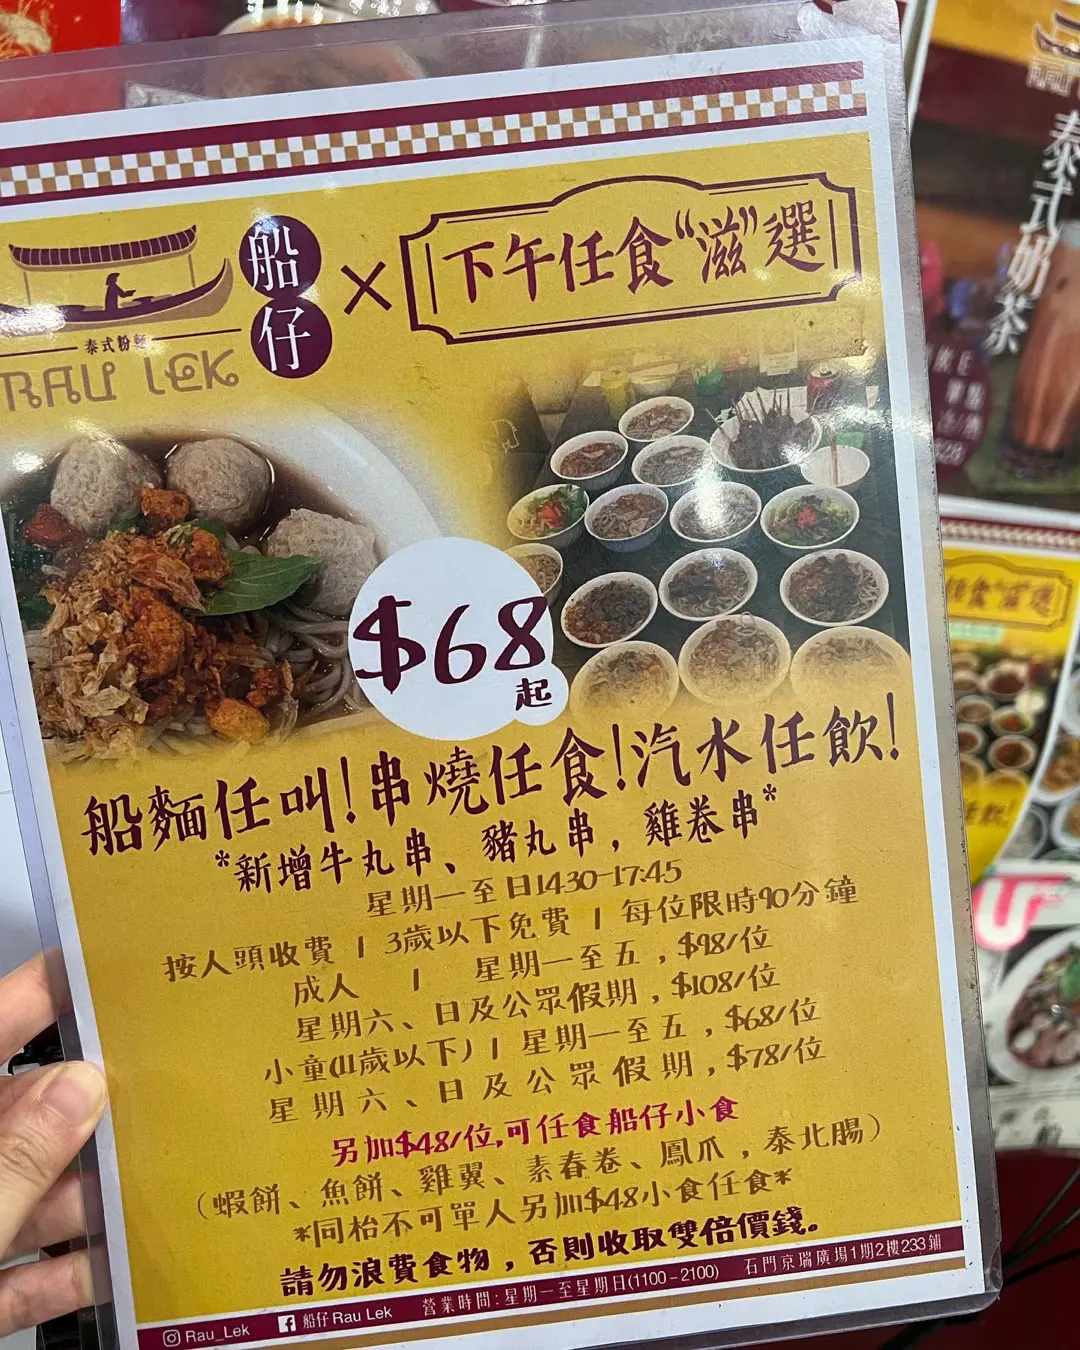 船仔
×
下午任食“滋”選
泰式粉麵
RAU LEK
$68
起
船麵任叫!串燒任食!汽水任飲!
*新增牛丸串、豬丸串，雞卷串*
星期一至日14:30-17:45
按人頭收費 / 3歲以下免費 / 每位限時90分鐘
成人 / 星期一至五，$98/位
星期六、日及公眾假期，$108/位
小童(11歲以下) / 星期一至五，$68/位
星期六、日及公眾假期，$78/位
另加$48/位,可任食船仔小食
(蝦餅、魚餅、雞翼、素春卷、鳳爪，泰北腸)
*同枱不可單人另加$48小食任食*
請勿浪費食物，否則收取雙倍價錢。
Rau_Lek 船仔Rau Lek 營業時間:星期一至星期日(1100-2100) 石門京瑞廣場1期2樓233鋪
泰式奶茶
任食“滋”選